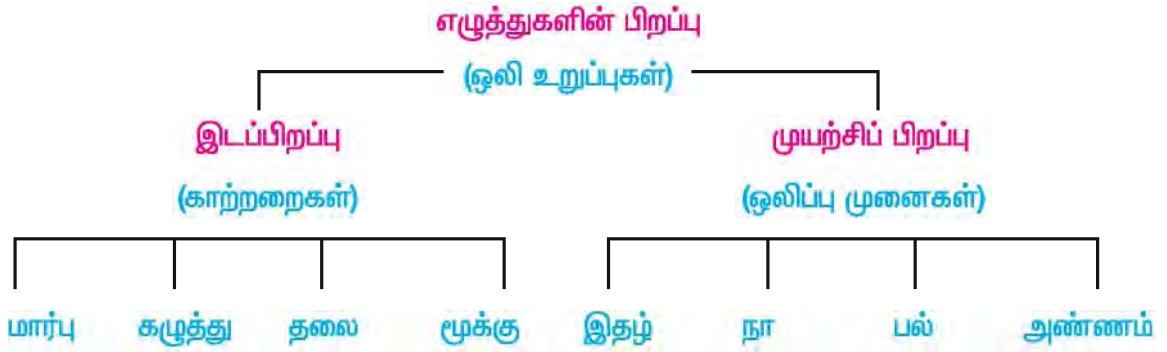 எழுத்துகளின் பிறப்பு
(ஒலி உறுப்புகள்)
இடப்பிறப்பு முயற்சிப் பிறப்பு
(காற்றறைகள்) (ஒலிப்பு முனைகள்)
மார்பு கழுத்து தலை மூக்கு இதழ் நா பல் அண்ணம்